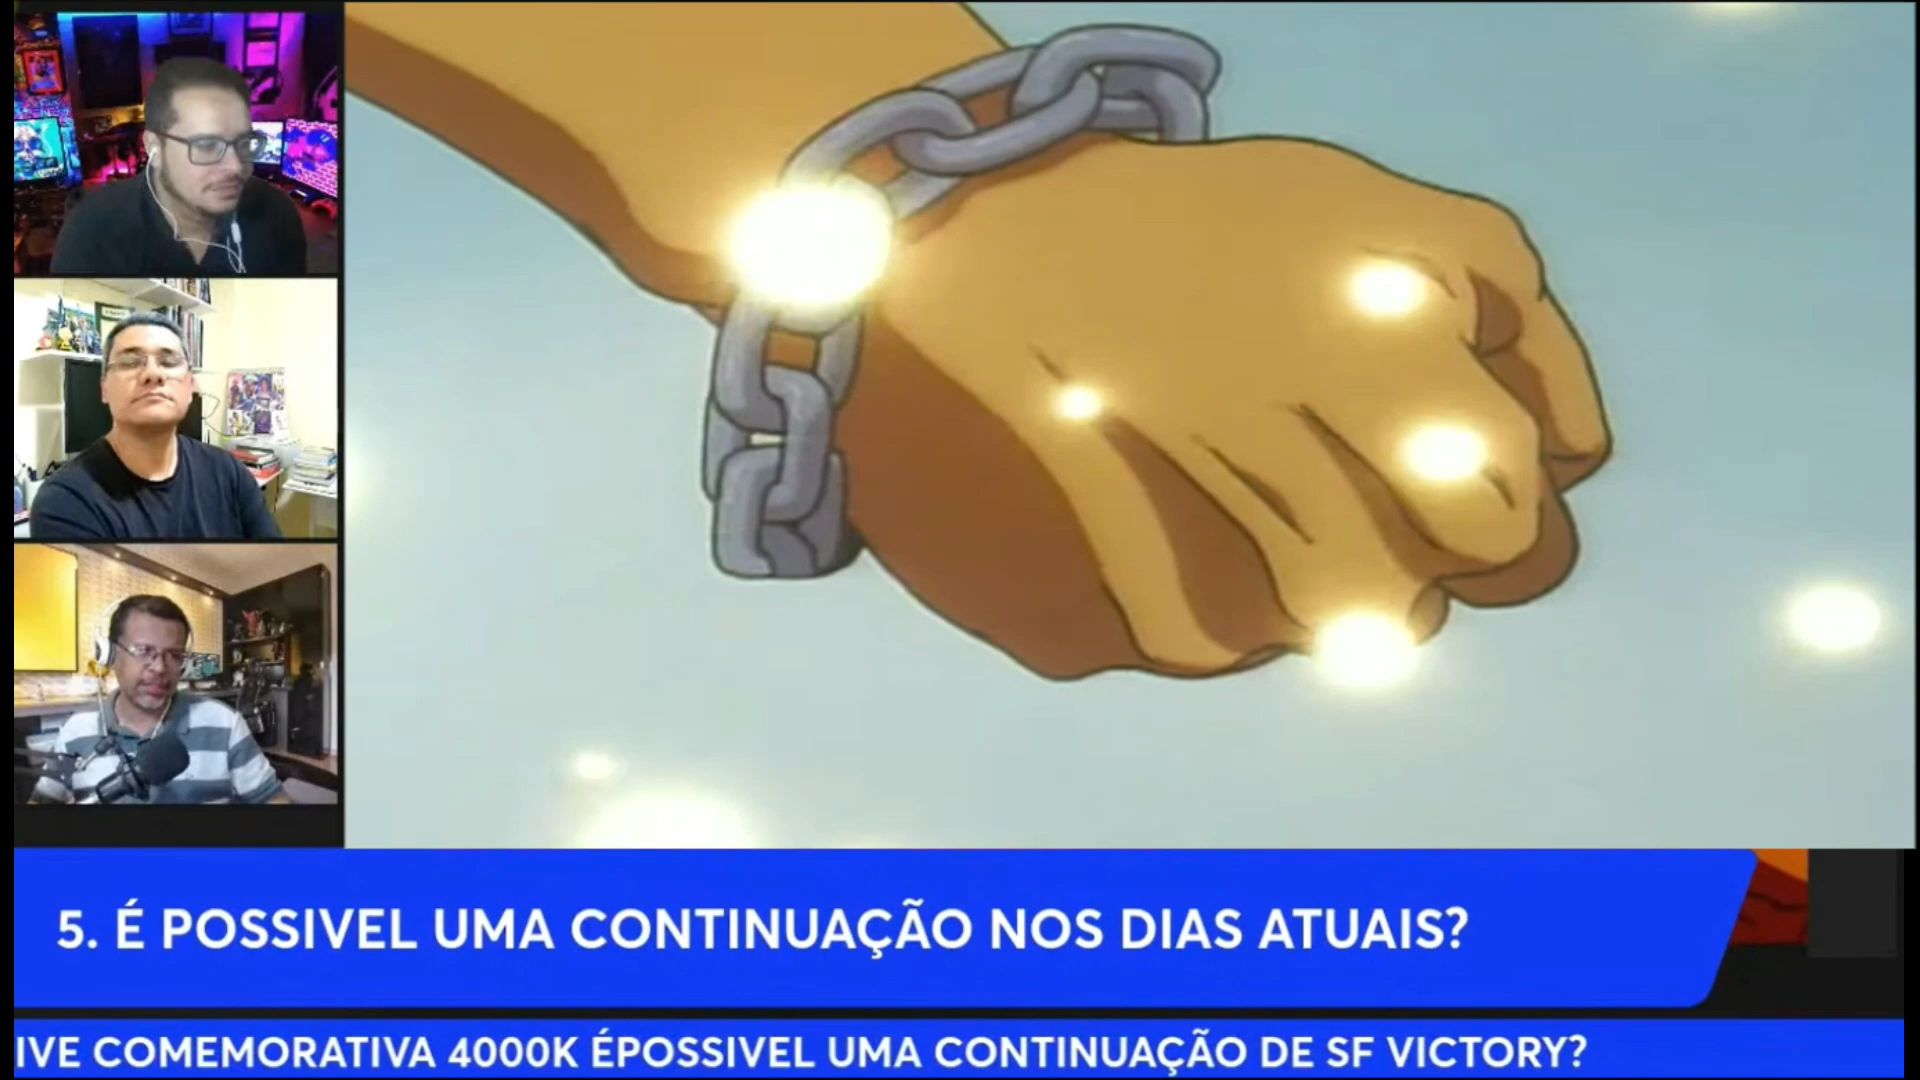 5. É POSSIVEL UMA CONTINUAÇÃO NOS DIAS ATUAIS?
IVE COMEMORATIVA 4000K ÉPOSSIVEL UMA CONTINUAÇÃO DE SF VICTORY?